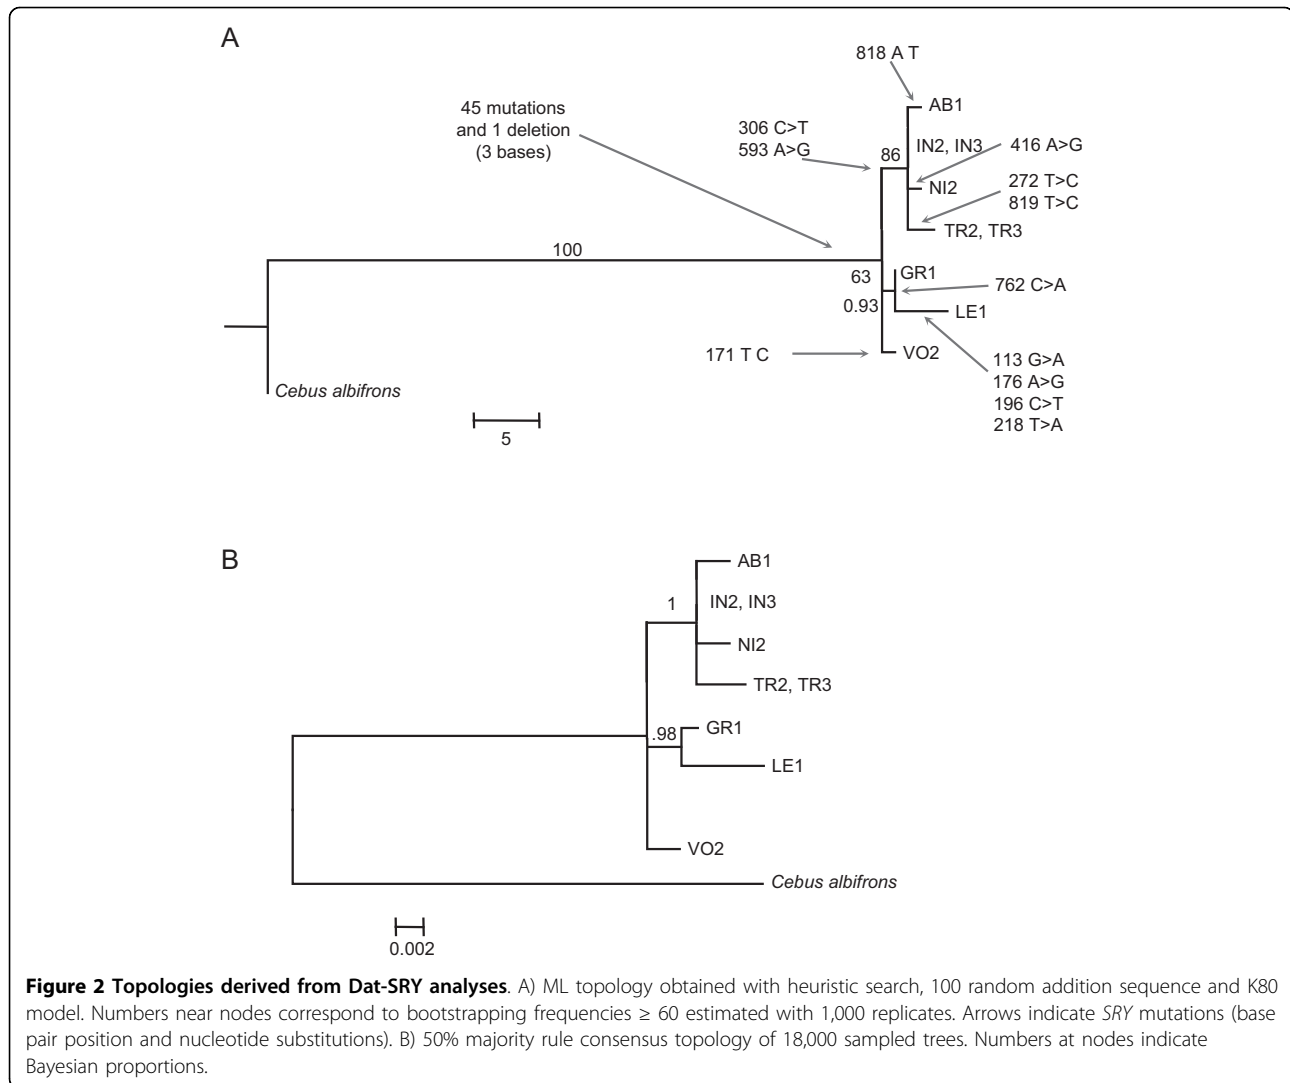 A
818 A T
45 mutations
and 1 deletion
(3 bases)
306 C>T
593 A>G
86
AB1
IN2, IN3
416 A>G
NI2
272 T>C
819 T>C
TR2, TR3
100
63
0.93
GR1
762 C>A
LE1
171 T C
VO2
113 G>A
176 A>G
196 C>T
218 T>A
Cebus albifrons
5
B
AB1
1
IN2, IN3
NI2
TR2, TR3
.98
GR1
LE1
VO2
Cebus albifrons
0.002
Figure 2 Topologies derived from Dat-SRY analyses. A) ML topology obtained with heuristic search, 100 random addition sequence and K80
model. Numbers near nodes correspond to bootstrapping frequencies ≥ 60 estimated with 1,000 replicates. Arrows indicate SRY mutations (base
pair position and nucleotide substitutions). B) 50% majority rule consensus topology of 18,000 sampled trees. Numbers at nodes indicate
Bayesian proportions.